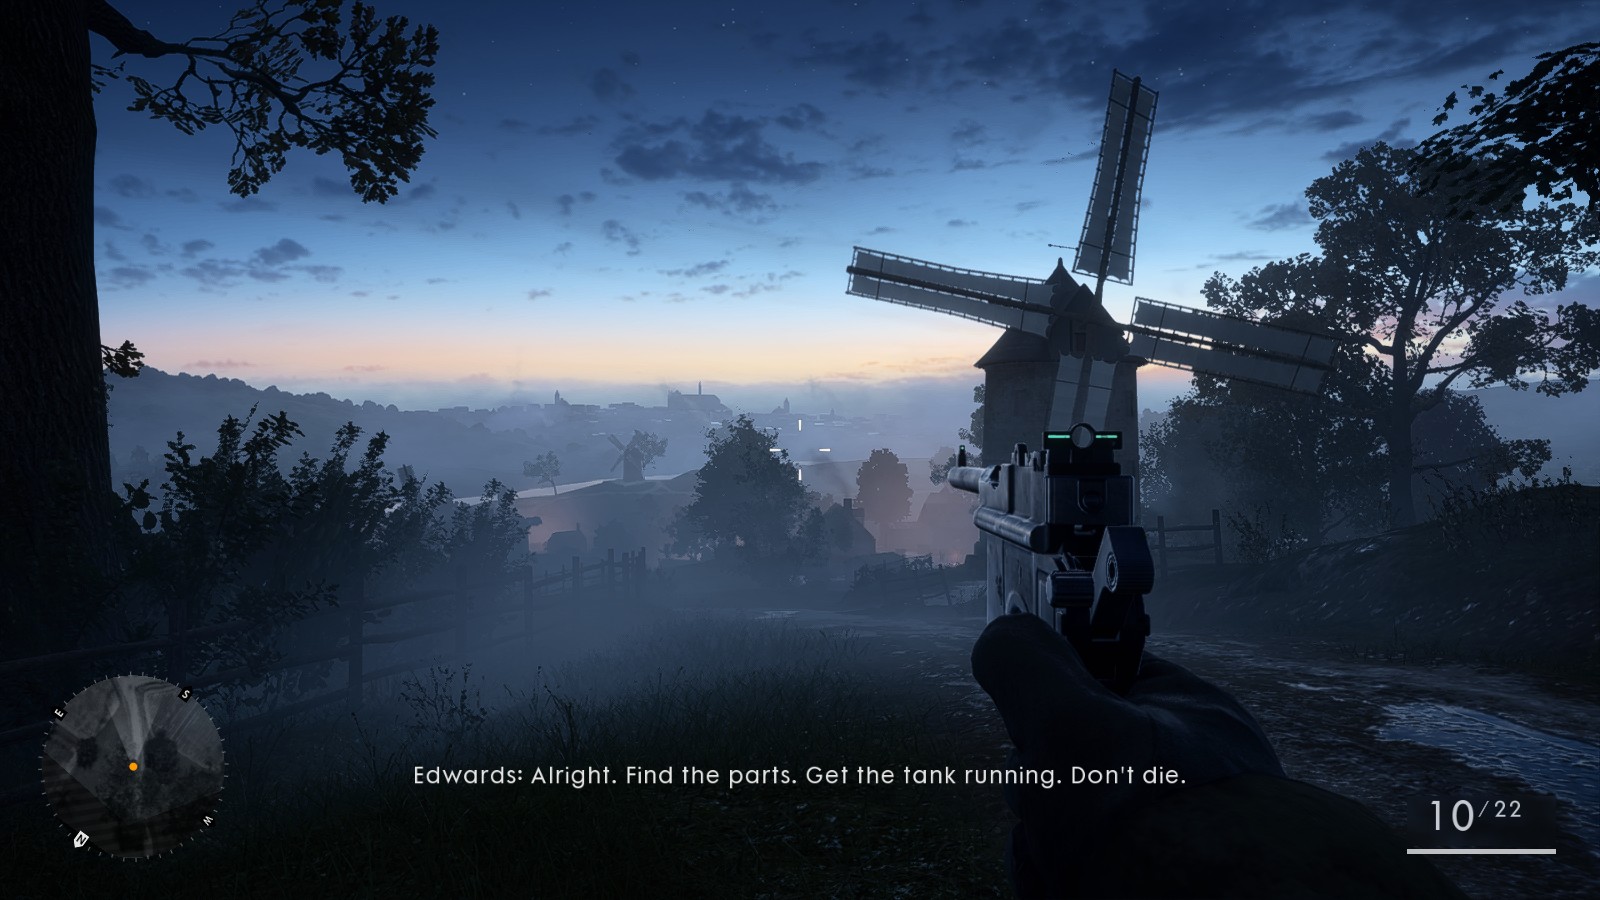 S
E
Edwards: Alright. Find the parts. Get the tank running. Don't die.
10/22
W
N